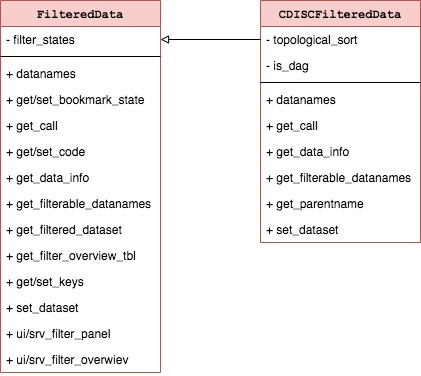 FilteredData
- filter_states
+ datanames
+ get/set_bookmark_state
+ get_call
+ get/set_code
+ get_data_info
+ get_filterable_datanames
+ get_filtered_dataset
+ get_filter_overview_tbl
+ get/set_keys
+ set_dataset
+ ui/srv_filter_panel
+ ui/srv_filter_overwiev
CDISCFilteredData
- topological_sort
- is_dag
+ datanames
+ get_call
+ get_data_info
+ get_filterable_datanames
+ get_parentname
+ set_dataset